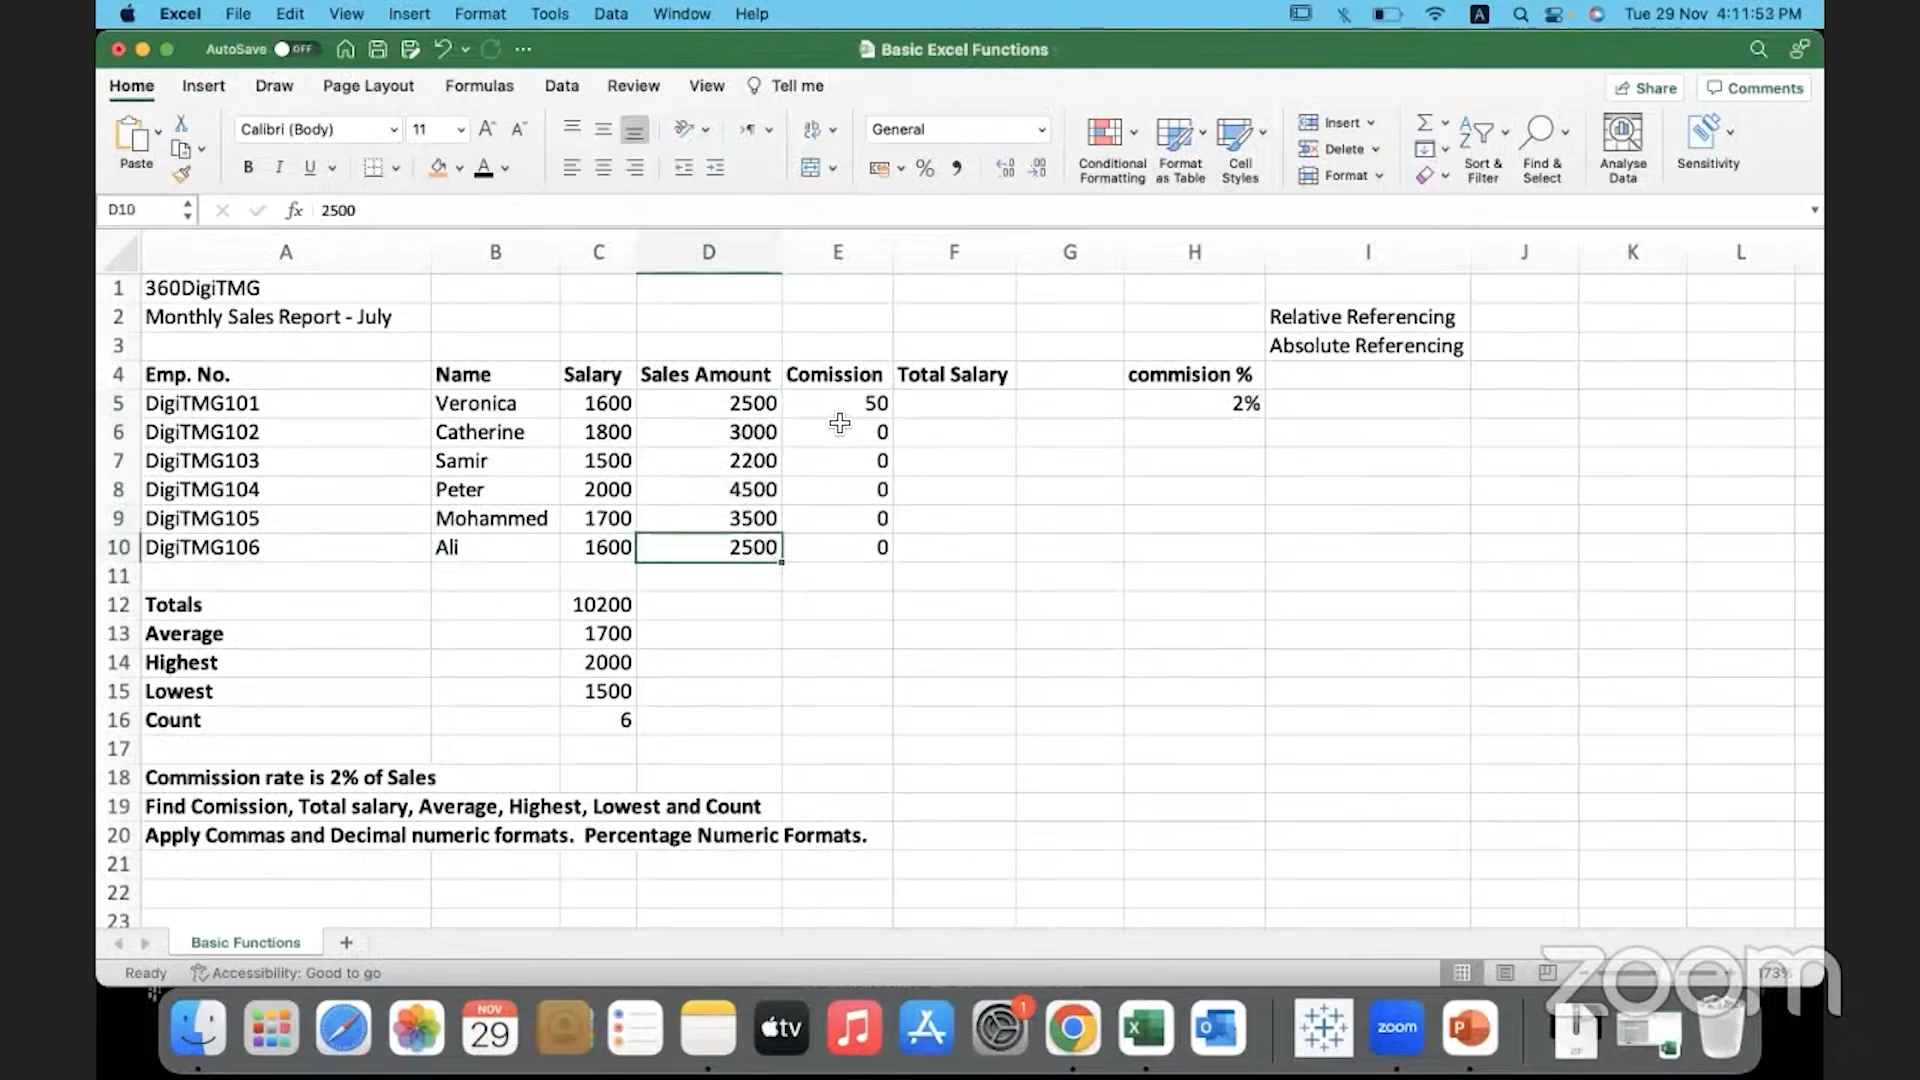 Excel File Edit View Insert Format Tools Data Window Help A Tue 29 Nov 4:11:53 PM
AutoSave OFF Basic Excel Functions
Home Insert Draw Page Layout Formulas Data Review View Tell me Share Comments
Paste Calibri (Body) 11 A A General Conditional Formatting Format as Table Cell Styles Insert Delete Format Sort & Filter Find & Select Analyse Data Sensitivity
B I U A % ,
D10 fx 2500
A B C D E F G H I J K L
1 360DigiTMG
2 Monthly Sales Report - July Relative Referencing
3 Absolute Referencing
4 Emp. No. Name Salary Sales Amount Comission Total Salary commision %
5 DigiTMG101 Veronica 1600 2500 50 2%
6 DigiTMG102 Catherine 1800 3000 0
7 DigiTMG103 Samir 1500 2200 0
8 DigiTMG104 Peter 2000 4500 0
9 DigiTMG105 Mohammed 1700 3500 0
10 DigiTMG106 Ali 1600 2500 0
11
12 Totals 10200
13 Average 1700
14 Highest 2000
15 Lowest 1500
16 Count 6
17
18 Commission rate is 2% of Sales
19 Find Comission, Total salary, Average, Highest, Lowest and Count
20 Apply Commas and Decimal numeric formats. Percentage Numeric Formats.
21
22
23
Basic Functions +
Ready Accessibility: Good to go 173%
zoom
NOV
29 tv 1 X O zoom P ZIP